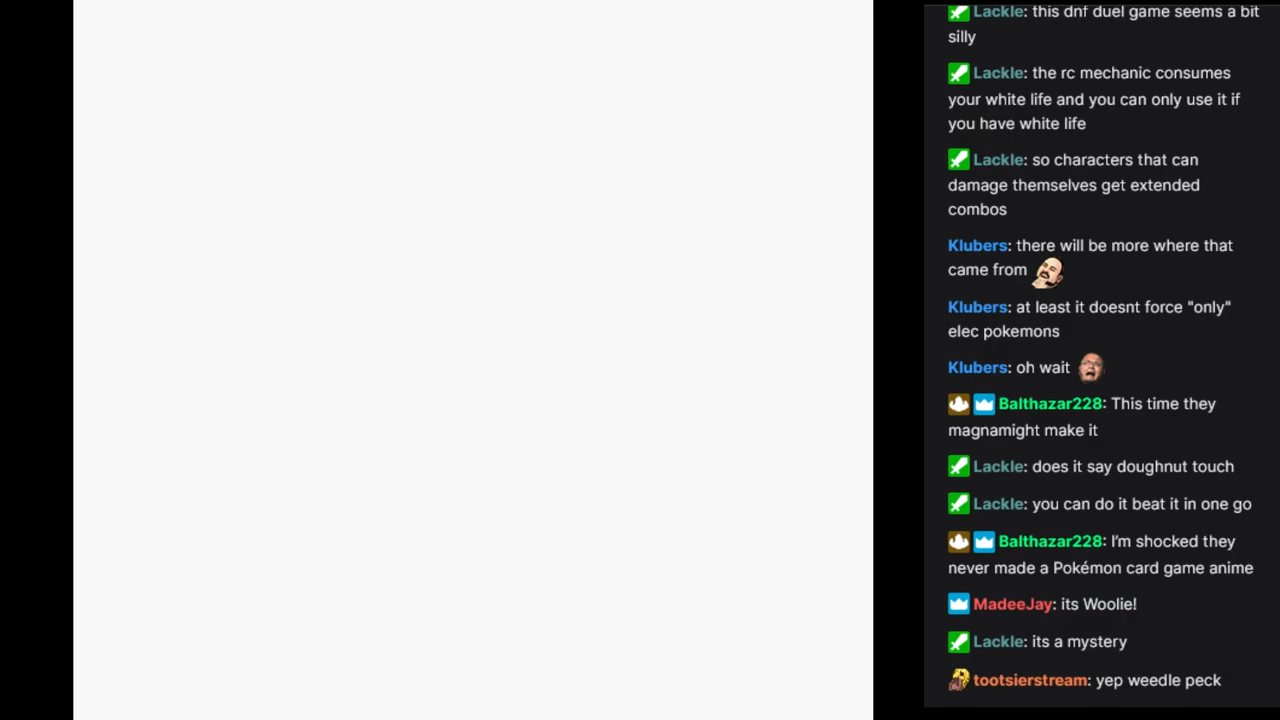 Lackle: this dnf duel game seems a bit
silly
Lackle: the rc mechanic consumes
your white life and you can only use it if
you have white life
Lackle: so characters that can
damage themselves get extended
combos
Klubers: there will be more where that
came from
Klubers: at least it doesnt force "only"
elec pokemons
Klubers: oh wait
Balthazar228: This time they
magnamight make it
Lackle: does it say doughnut touch
Lackle: you can do it beat it in one go
Balthazar228: I'm shocked they
never made a Pokémon card game anime
MadeeJay: its Woolie!
Lackle: its a mystery
tootsierstream: yep weedle peck